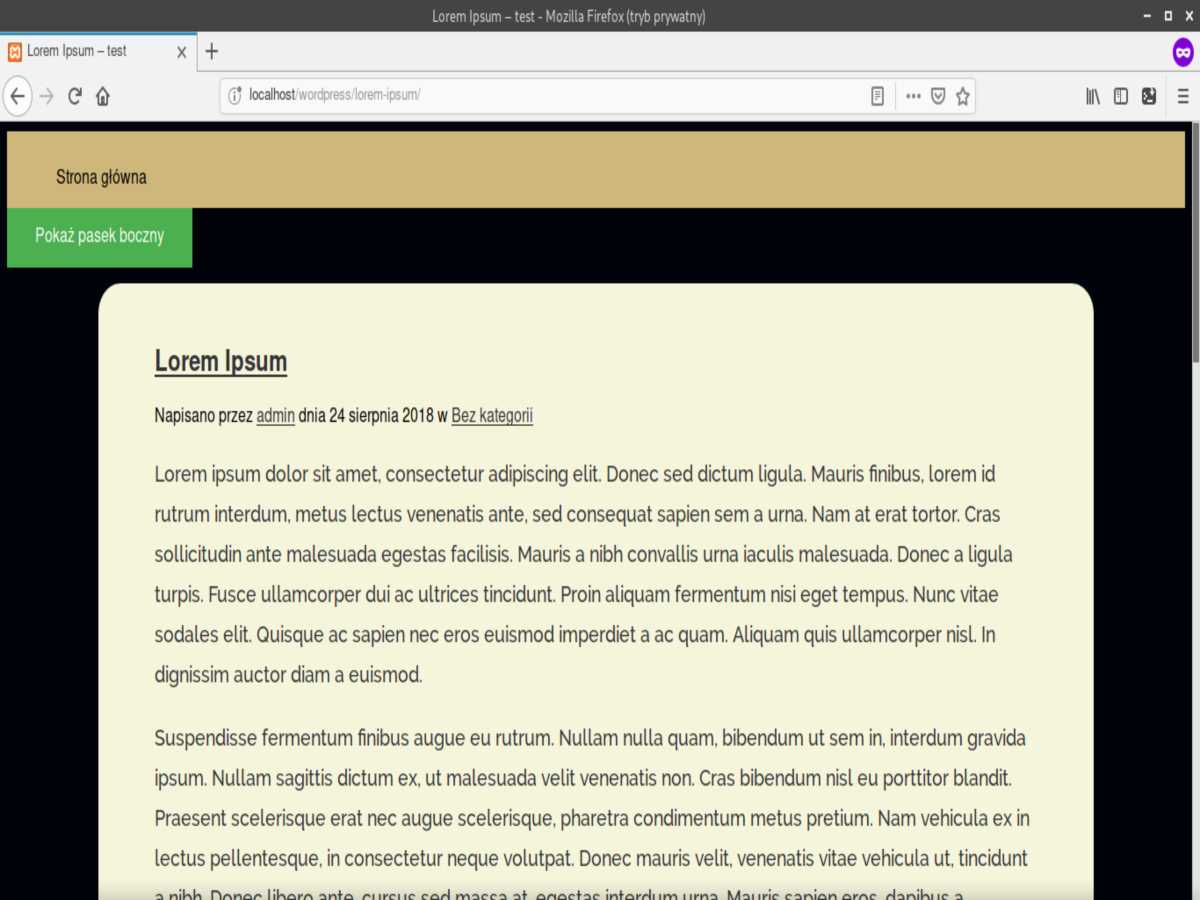 Lorem Ipsum – test - Mozilla Firefox (tryb prywatny)
Lorem Ipsum – test
localhost/wordpress/lorem-ipsum/
Strona główna
Pokaż pasek boczny
Lorem Ipsum
Napisano przez admin dnia 24 sierpnia 2018 w Bez kategorii
Lorem ipsum dolor sit amet, consectetur adipiscing elit. Donec sed dictum ligula. Mauris finibus, lorem id
rutrum interdum, metus lectus venenatis ante, sed consequat sapien sem a urna. Nam at erat tortor. Cras
sollicitudin ante malesuada egestas facilisis. Mauris a nibh convallis urna iaculis malesuada. Donec a ligula
turpis. Fusce ullamcorper dui ac ultrices tincidunt. Proin aliquam fermentum nisi eget tempus. Nunc vitae
sodales elit. Quisque ac sapien nec eros euismod imperdiet a ac quam. Aliquam quis ullamcorper nisl. In
dignissim auctor diam a euismod.
Suspendisse fermentum finibus augue eu rutrum. Nullam nulla quam, bibendum ut sem in, interdum gravida
ipsum. Nullam sagittis dictum ex, ut malesuada velit venenatis non. Cras bibendum nisl eu porttitor blandit.
Praesent scelerisque erat nec augue scelerisque, pharetra condimentum metus pretium. Nam vehicula ex in
lectus pellentesque, in consectetur neque volutpat. Donec mauris velit, venenatis vitae vehicula ut, tincidunt
a nibh. Donec libero ante, cursus sed massa at, egestas interdum urna. Mauris sapien eros, dapibus a